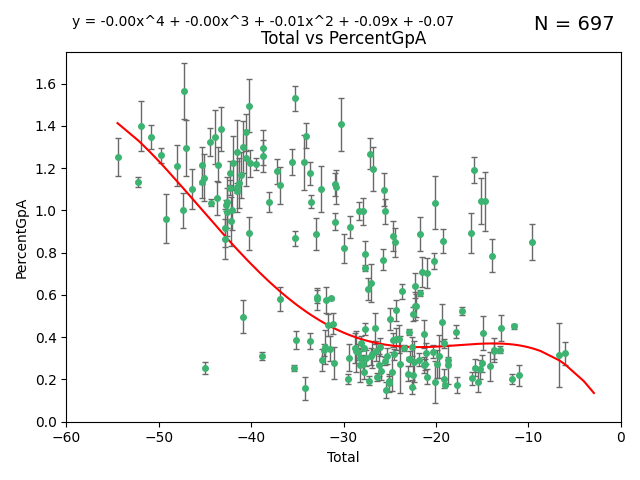 y = -0.00x^4 + -0.00x^3 + -0.01x^2 + -0.09x + -0.07
N = 697
Total vs PercentGpA
PercentGpA
1.6
1.4
1.2
1.0
0.8
0.6
0.4
0.2
0.0
−60 −50 −40 −30 −20 −10 0
Total